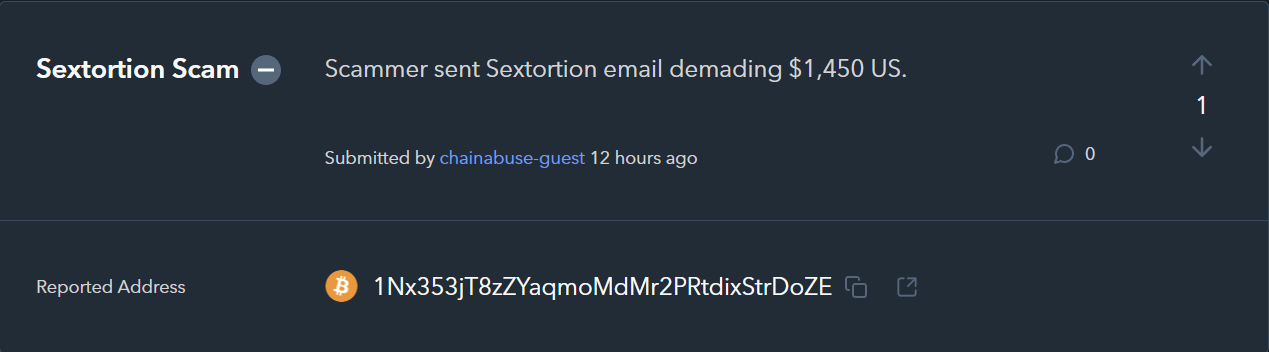 Sextortion Scam
Scammer sent Sextortion email demading $1,450 US.
1
Submitted by chainabuse-guest 12 hours ago
0
Reported Address
1Nx353jT8zZYaqmoMdMr2PRtdixStrDoZE